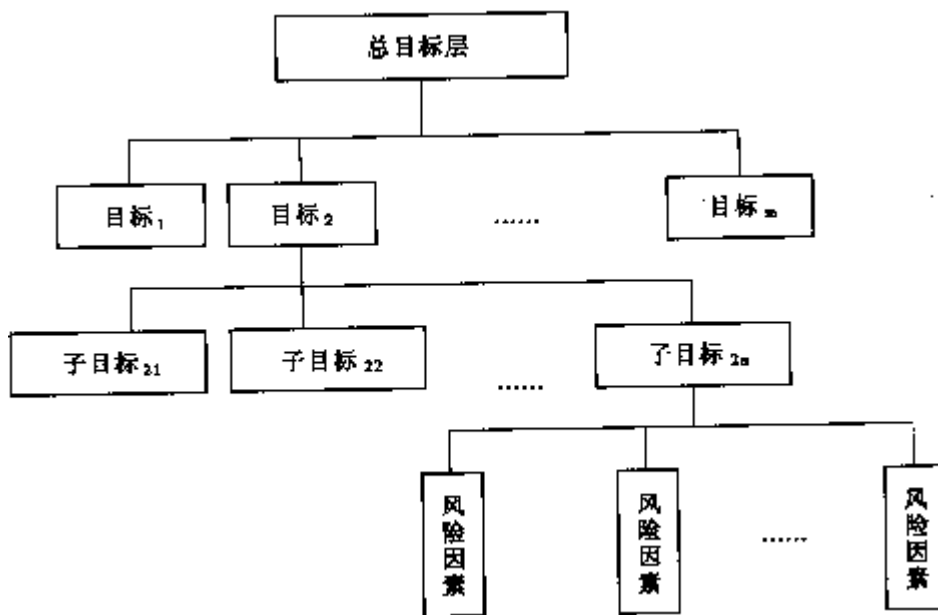 总目标层
目标1
目标2
……
目标m
子目标21
子目标22
……
子目标2n
风险因素
风险因素
……
风险因素